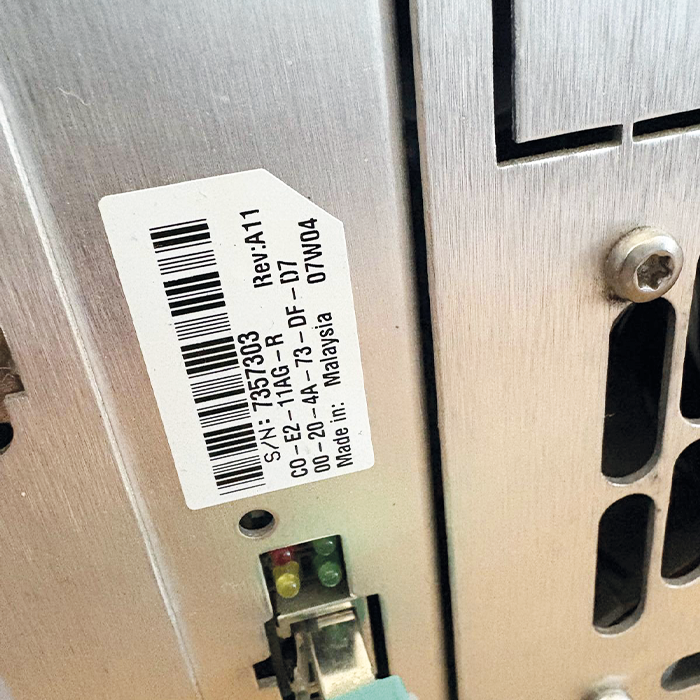 S/N: 7357303 Rev:A11
CO-E2-11AG-R
00-20-4A-73-DF-D7
Made in: Malaysia 07W04